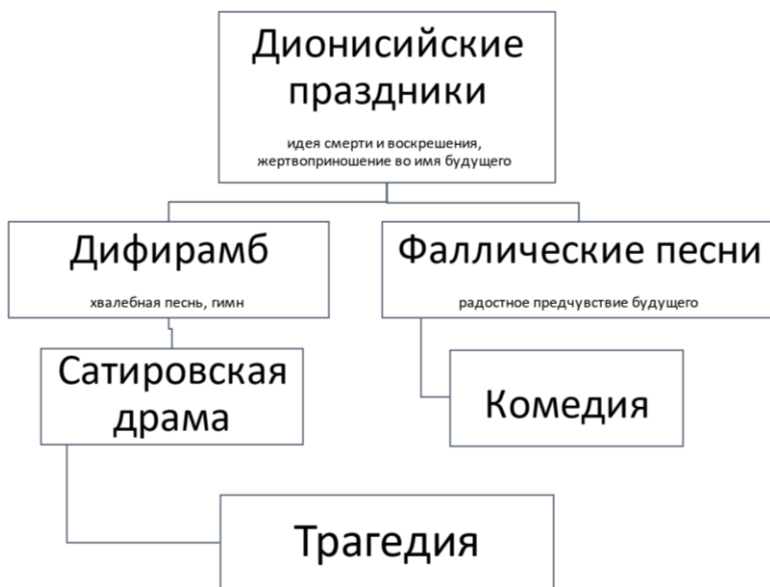 Дионисийские
праздники
идея смерти и воскрешения,
жертвоприношение во имя будущего
Дифирамб
хвалебная песнь, гимн
Фаллические песни
радостное предчувствие будущего
Сатировская
драма
Комедия
Трагедия